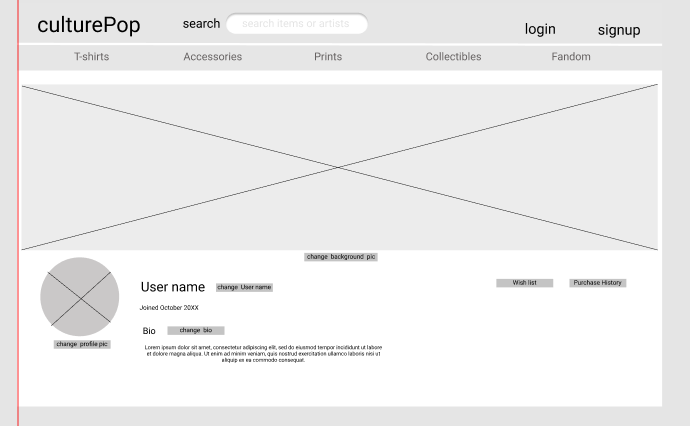 culturePop
search
search items or artists
login
signup
T-shirts
Accessories
Prints
Collectibles
Fandom
change background pic
User name
change User name
Wish list
Purchase History
Joined October 20XX
Bio
change bio
change profile pic
Lorem ipsum dolor sit amet, consectetur adipiscing elit, sed do eiusmod tempor incididunt ut labore
et dolore magna aliqua. Ut enim ad minim veniam, quis nostrud exercitation ullamco laboris nisi ut
aliquip ex ea commodo consequat.